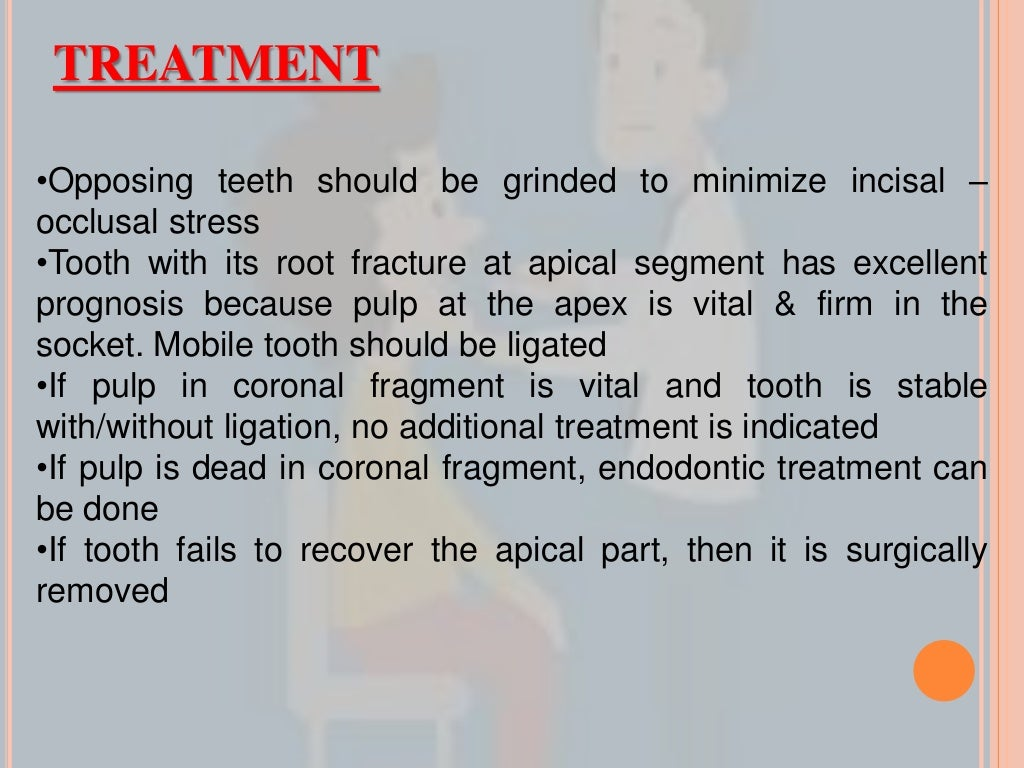 TREATMENT
•Opposing teeth should be grinded to minimize incisal –
occlusal stress
•Tooth with its root fracture at apical segment has excellent
prognosis because pulp at the apex is vital & firm in the
socket. Mobile tooth should be ligated
•If pulp in coronal fragment is vital and tooth is stable
with/without ligation, no additional treatment is indicated
•If pulp is dead in coronal fragment, endodontic treatment can
be done
•If tooth fails to recover the apical part, then it is surgically
removed